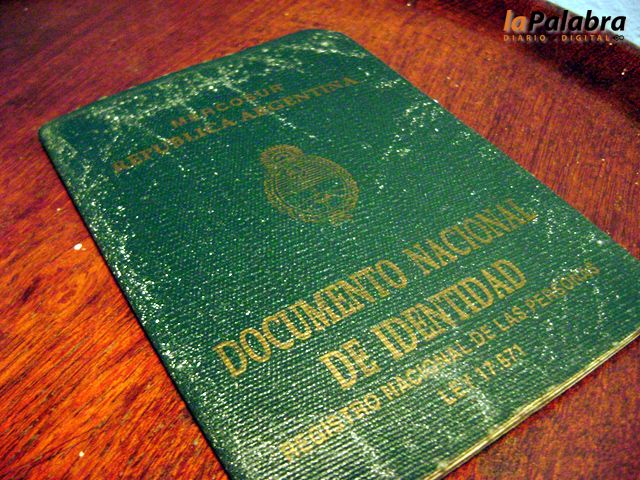 laPalabra
DIARIO DIGITAL
MERCOSUR
REPUBLICA ARGENTINA
DOCUMENTO NACIONAL
DE IDENTIDAD
REGISTRO NACIONAL DE LAS PERSONAS
LEY 17 671